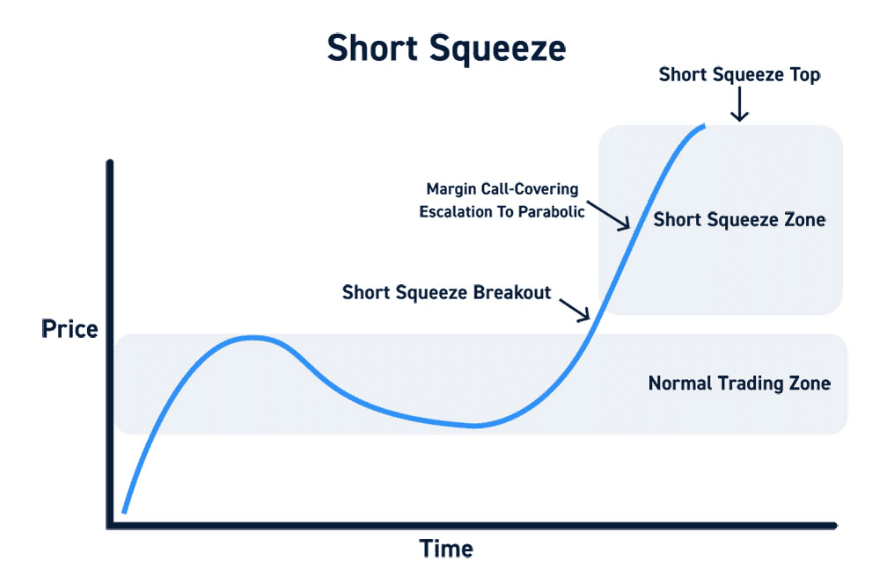 Short Squeeze
Short Squeeze Top
Margin Call-Covering
Escalation To Parabolic
Short Squeeze Zone
Short Squeeze Breakout
Price
Normal Trading Zone
Time